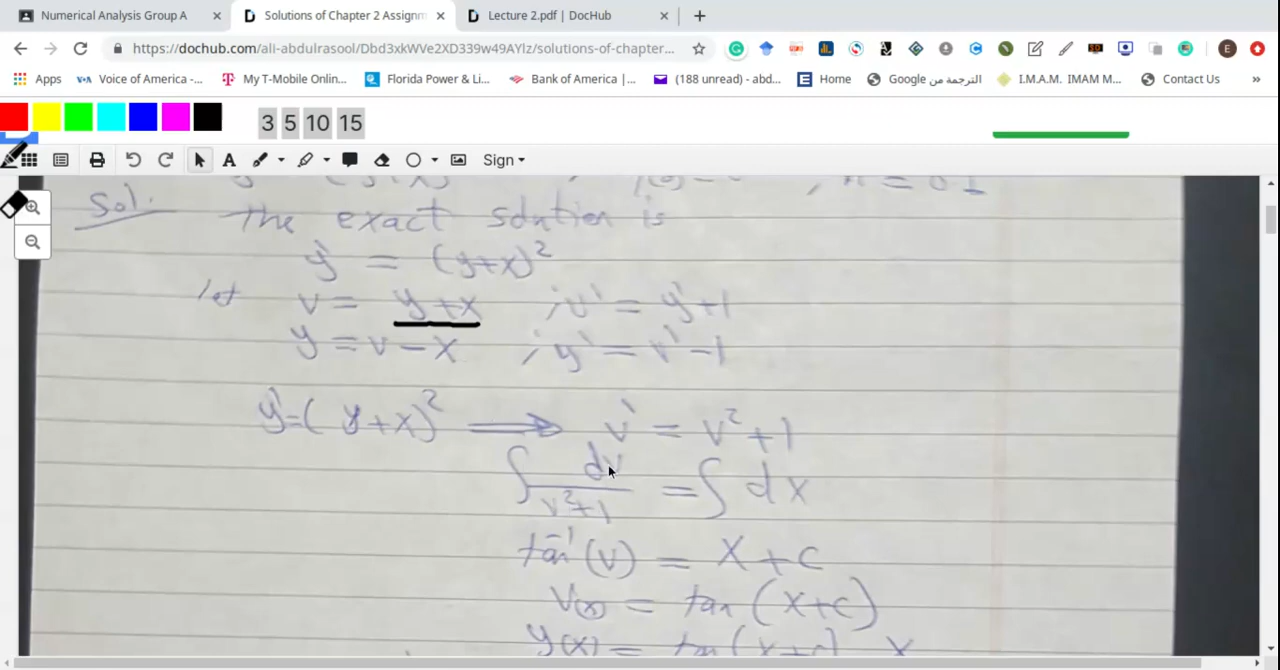 Numerical Analysis Group A
Solutions of Chapter 2 Assignm
Lecture 2.pdf | DocHub
https://dochub.com/ali-abdulrasool/Dbd3xkWVe2XD339w49AYlz/solutions-of-chapter...
E
Apps
Voice of America -...
My T-Mobile Onlin...
Florida Power & Li...
Bank of America |...
(188 unread) - abd...
Home
Google الترجمة من
I.M.A.M. IMAM M...
Contact Us
»
3 5 10 15
A
Sign
Sol.
The exact solution is
y' = (y+x)²
let v = y+x ; v' = y'+1
y = v - x ; y' = v' - 1
y' = (y+x)² ⟹ v' = v² + 1
∫ dv / v²+1 = ∫ dx
tan⁻¹(v) = x + c
v(x) = tan (x+c)
y(x) = tan(x+c) - x